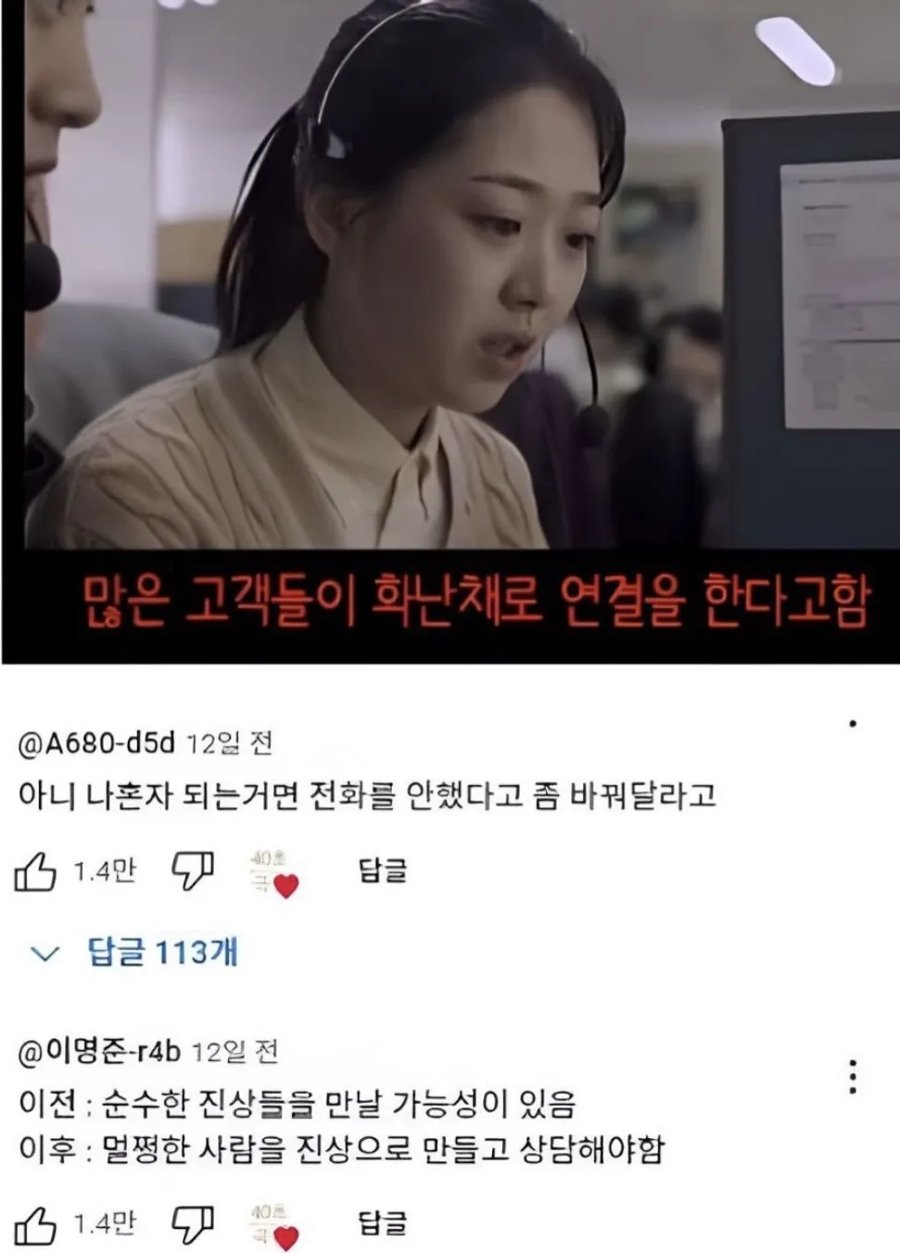 많은 고객들이 화난채로 연결을 한다고함
@A680-d5d 12일 전
아니 나혼자 되는거면 전화를 안했다고 좀 바꿔달라고
1.4만 답글
답글 113개
@이명준-r4b 12일 전
이전 : 순수한 진상들을 만날 가능성이 있음
이후 : 멀쩡한 사람을 진상으로 만들고 상담해야함
1.4만 답글